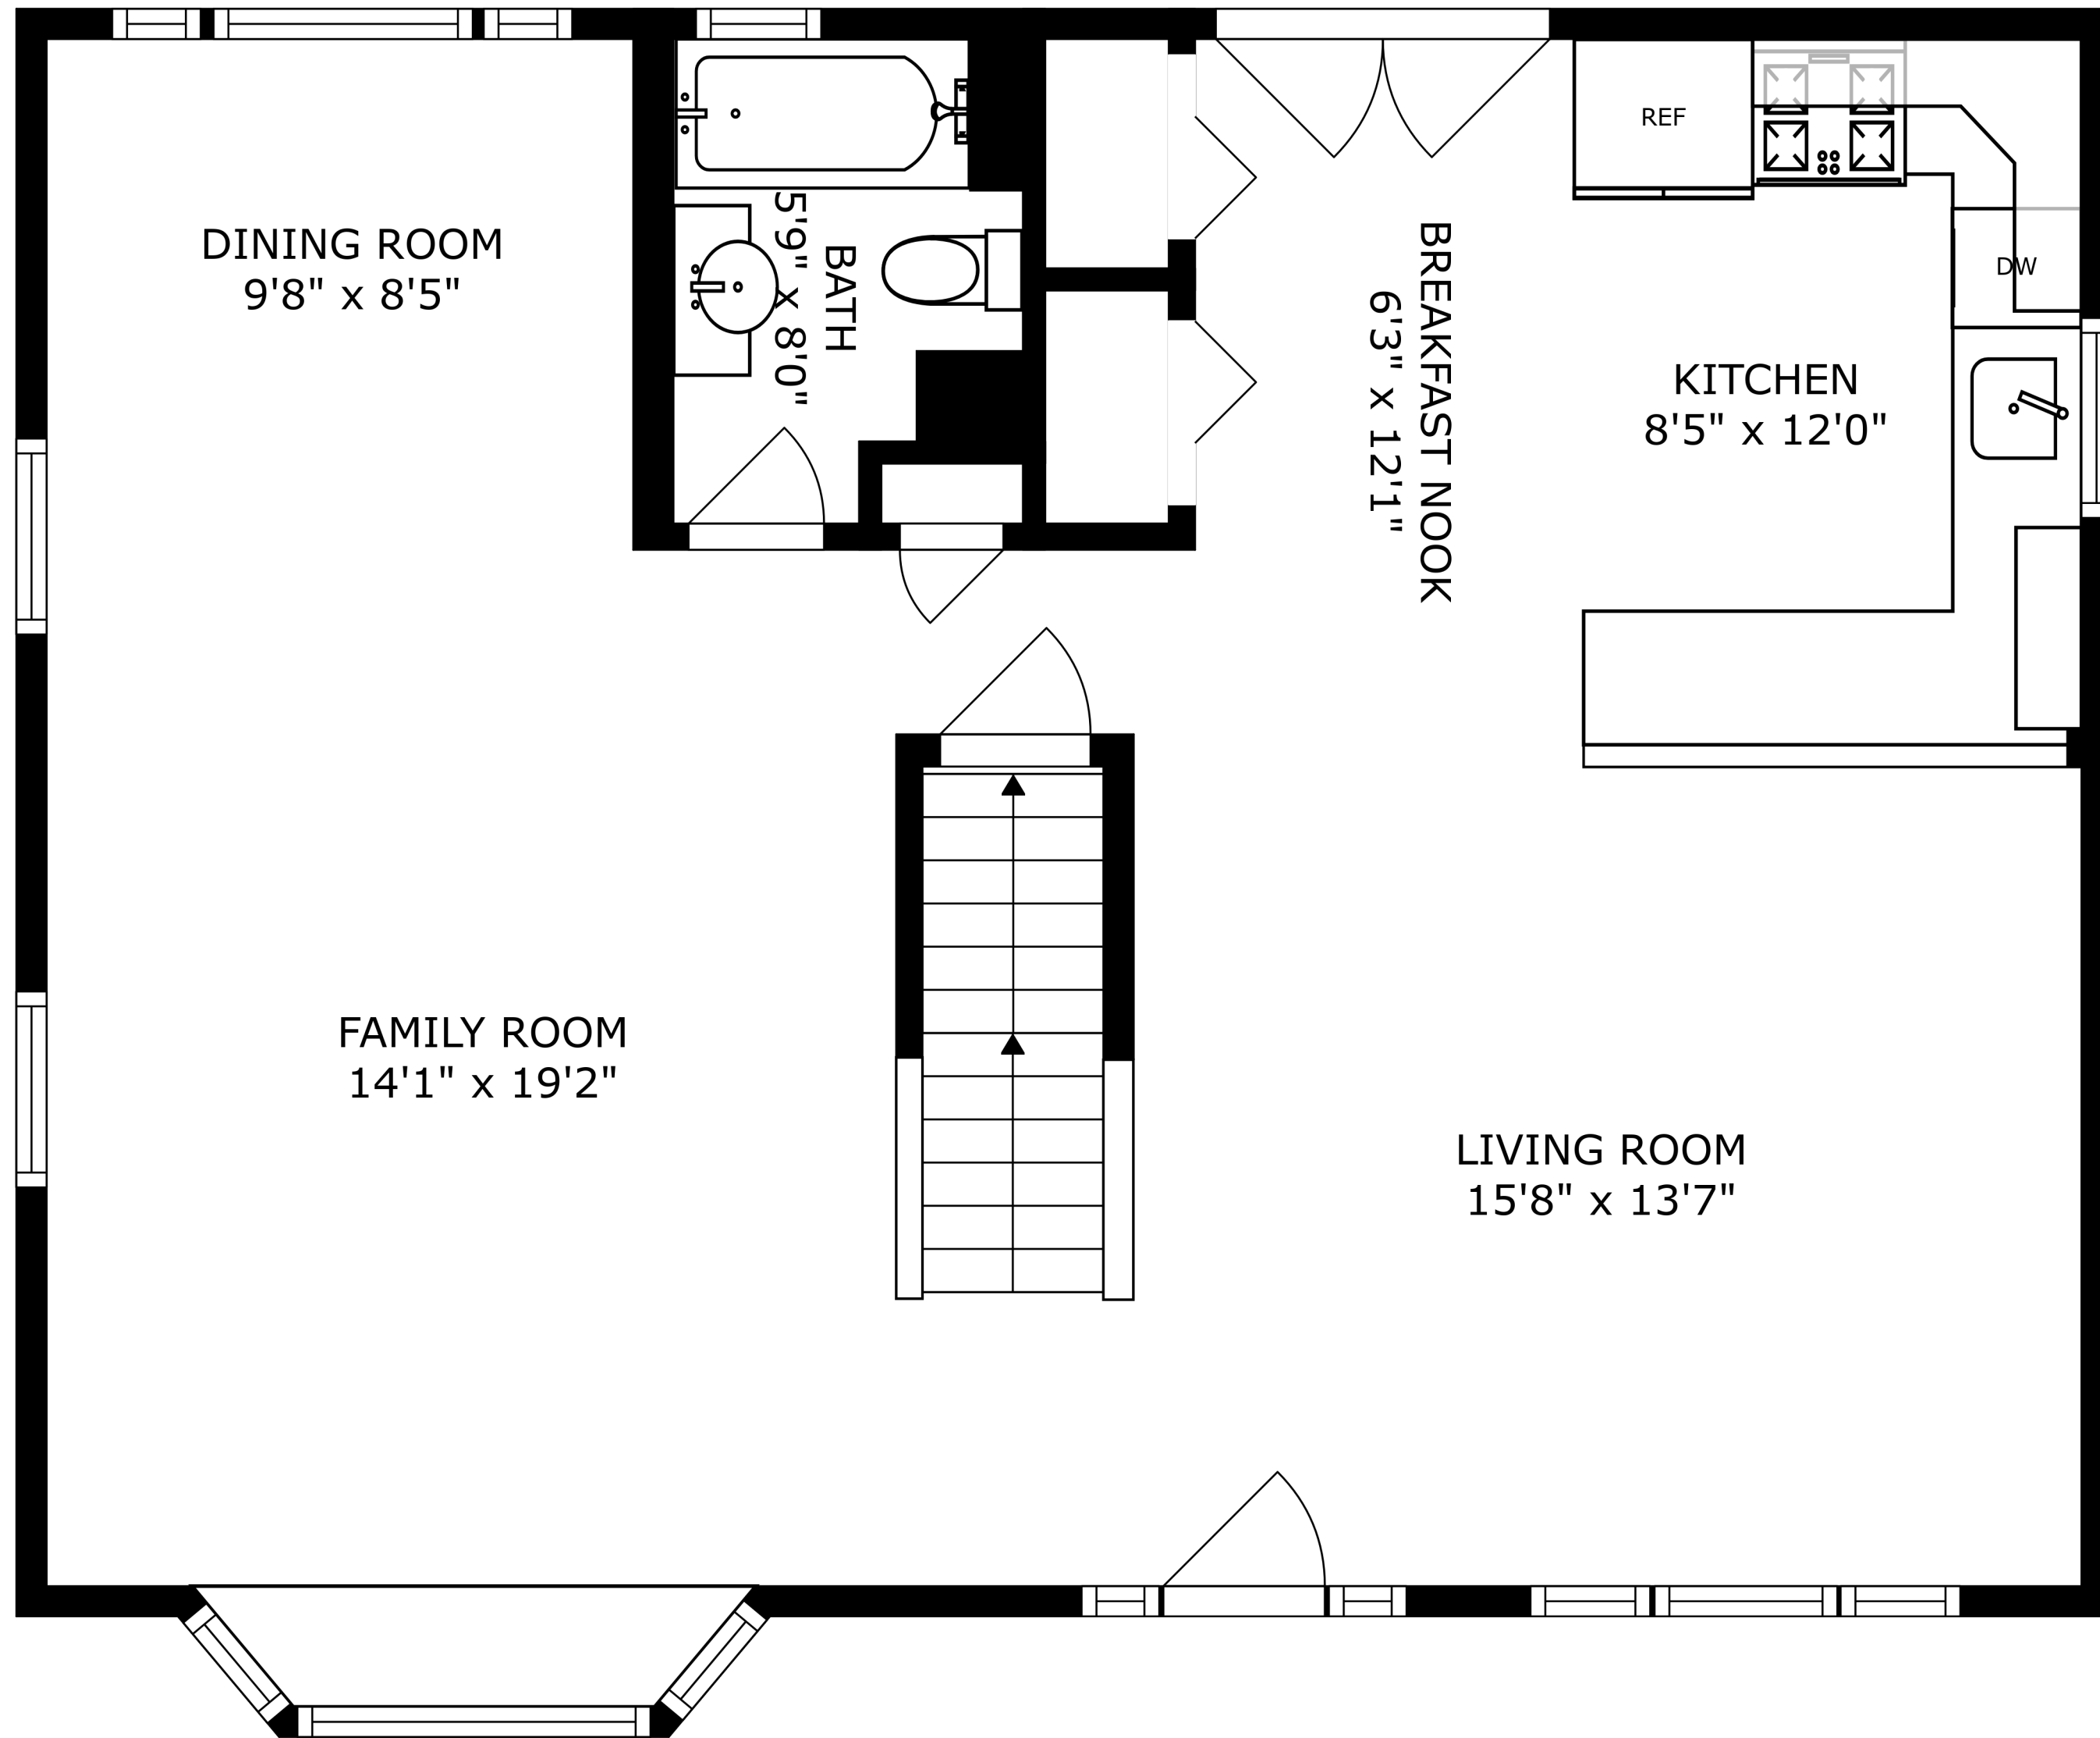 DINING ROOM
9'8" x 8'5"
BATH
5'9" x 8'0"
BREAKFAST NOOK
6'3" x 12'1"
REF
DW
KITCHEN
8'5" x 12'0"
FAMILY ROOM
14'1" x 19'2"
LIVING ROOM
15'8" x 13'7"